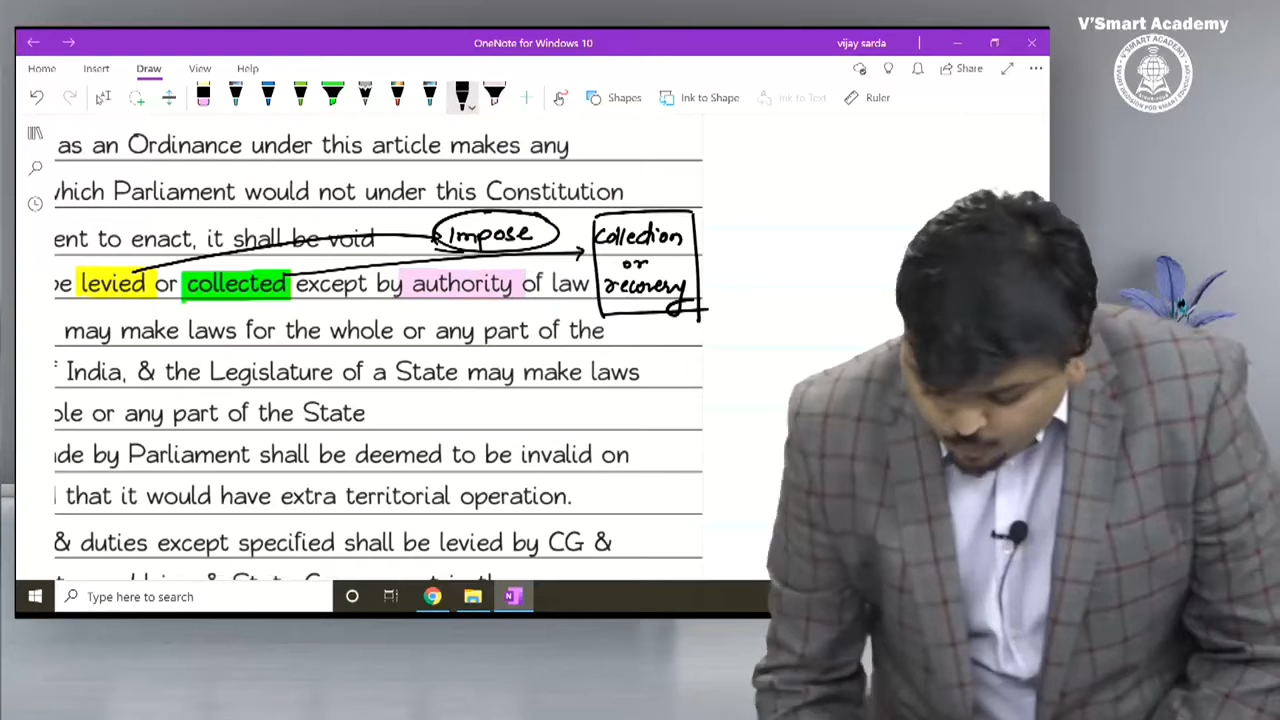 V'Smart Academy
OneNote for Windows 10
vijay sarda
Home
Insert
Draw
View
Help
Share
Shapes
Ink to Shape
Ink to Text
Ruler
as an Ordinance under this article makes any
which Parliament would not under this Constitution
ent to enact, it shall be void
Impose
Collection
or
recovery
be levied or collected except by authority of law
may make laws for the whole or any part of the
f India, & the Legislature of a State may make laws
ole or any part of the State
de by Parliament shall be deemed to be invalid on
d that it would have extra territorial operation.
& duties except specified shall be levied by CG &
Type here to search